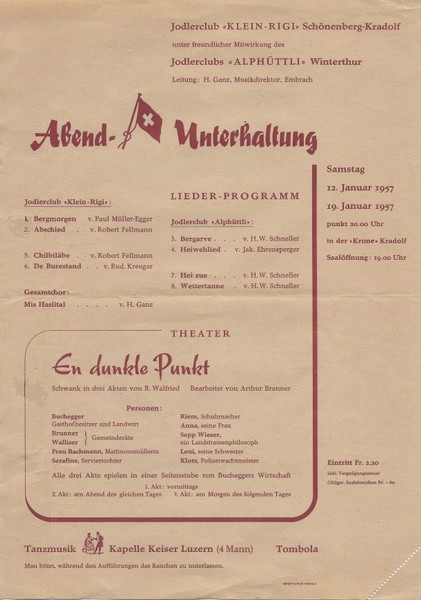 Jodlerclub «KLEIN-RIGI» Schönenberg-Kradolf
unter freundlicher Mitwirkung des
Jodlerclubs «ALPHÜTTLI» Winterthur
Leitung: H. Ganz, Musikdirektor, Embrach
Abend- Unterhaltung
Samstag
12. Januar 1957
19. Januar 1957
punkt 20.00 Uhr
in der «Krone» Kradolf
Saalöffnung: 19.00 Uhr
LIEDER-PROGRAMM
Jodlerclub «Klein-Rigi»:
1. Bergmorgen v. Paul Müller-Egger
2. Abschied . v. Robert Fellmann
5. Chilbiläbe v. Robert Fellmann
6. De Burestand . v. Rud. Kreuger
Gesamtchor:
Mis Haslital . . . . v. H. Ganz
Jodlerclub «Alphüttli»:
3. Bergarve . . . v. H. W. Schneller
4. Heiwehlied . v. Jak. Ehrensperger
7. Hei zue . . . v. H. W. Schneller
8. Wettertanne . v. H. W. Schneller
THEATER
En dunkle Punkt
Schwank in drei Akten von R. Walfried Bearbeitet von Arthur Brenner
Personen:
Buchegger
Gasthofbesitzer und Landwirt
Brunner
Walliser } Gemeinderäte
Frau Bachmann,
Serafine, Serviertochter
Riem, Schuhmacher
Anna, seine Frau
Sepp Wieser,
ein Landstrassenphilosoph
Leni, seine Schwester
Klotz, Polizeiwachtmeister
Alle drei Akte spielen in einer Seitenstube von Bucheggers Wirtschaft
1. Akt: vormittags
2. Akt: am Abend des gleichen Tages 3. Akt: am Morgen des folgenden Tages
Eintritt Fr. 2.20
inkl. Vergnügungssteuer
Obligat. Saalabzeichen Fr. -.60
Tanzmusik Kapelle Keiser Luzern (4 Mann) Tombola
Man bittet, während den Aufführungen das Rauchen zu unterlassen.